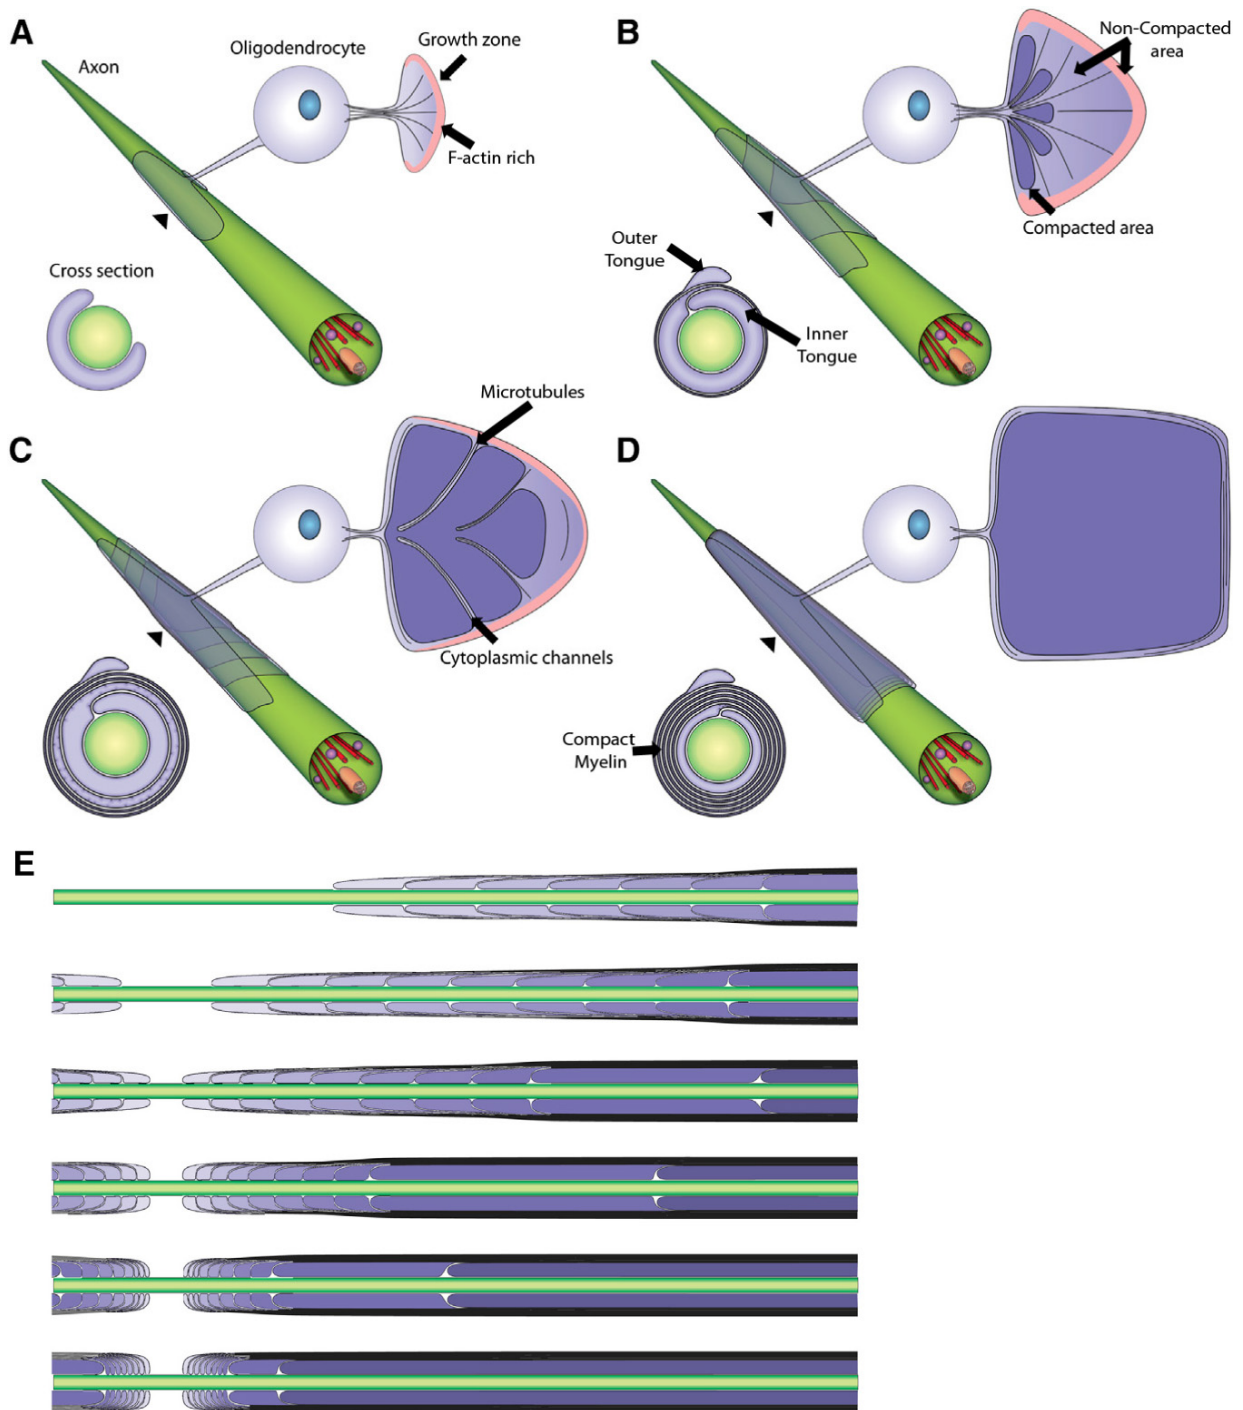 A
Axon
Oligodendrocyte
Growth zone
F-actin rich
Cross section
B
Non-Compacted
area
Compacted area
Outer
Tongue
Inner
Tongue
C
Microtubules
Cytoplasmic channels
D
Compact
Myelin
E